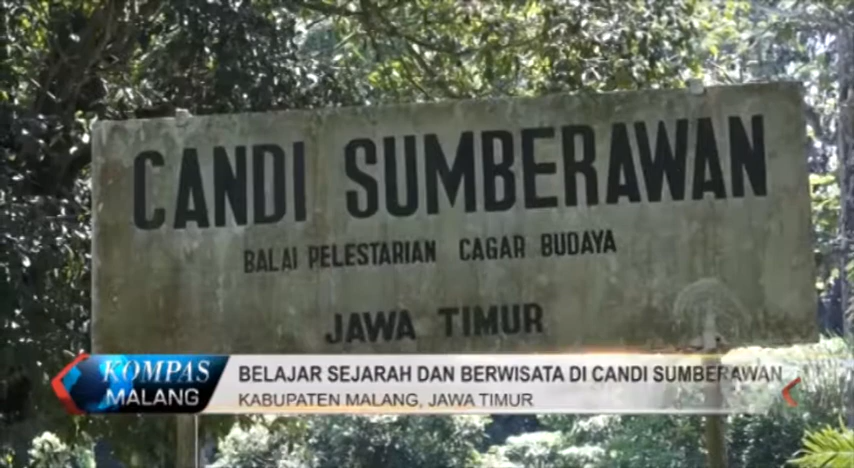 CANDI SUMBERAWAN
BALAI PELESTARIAN CAGAR BUDAYA
JAWA TIMUR
KOMPAS
MALANG
BELAJAR SEJARAH DAN BERWISATA DI CANDI SUMBERAWAN
KABUPATEN MALANG, JAWA TIMUR